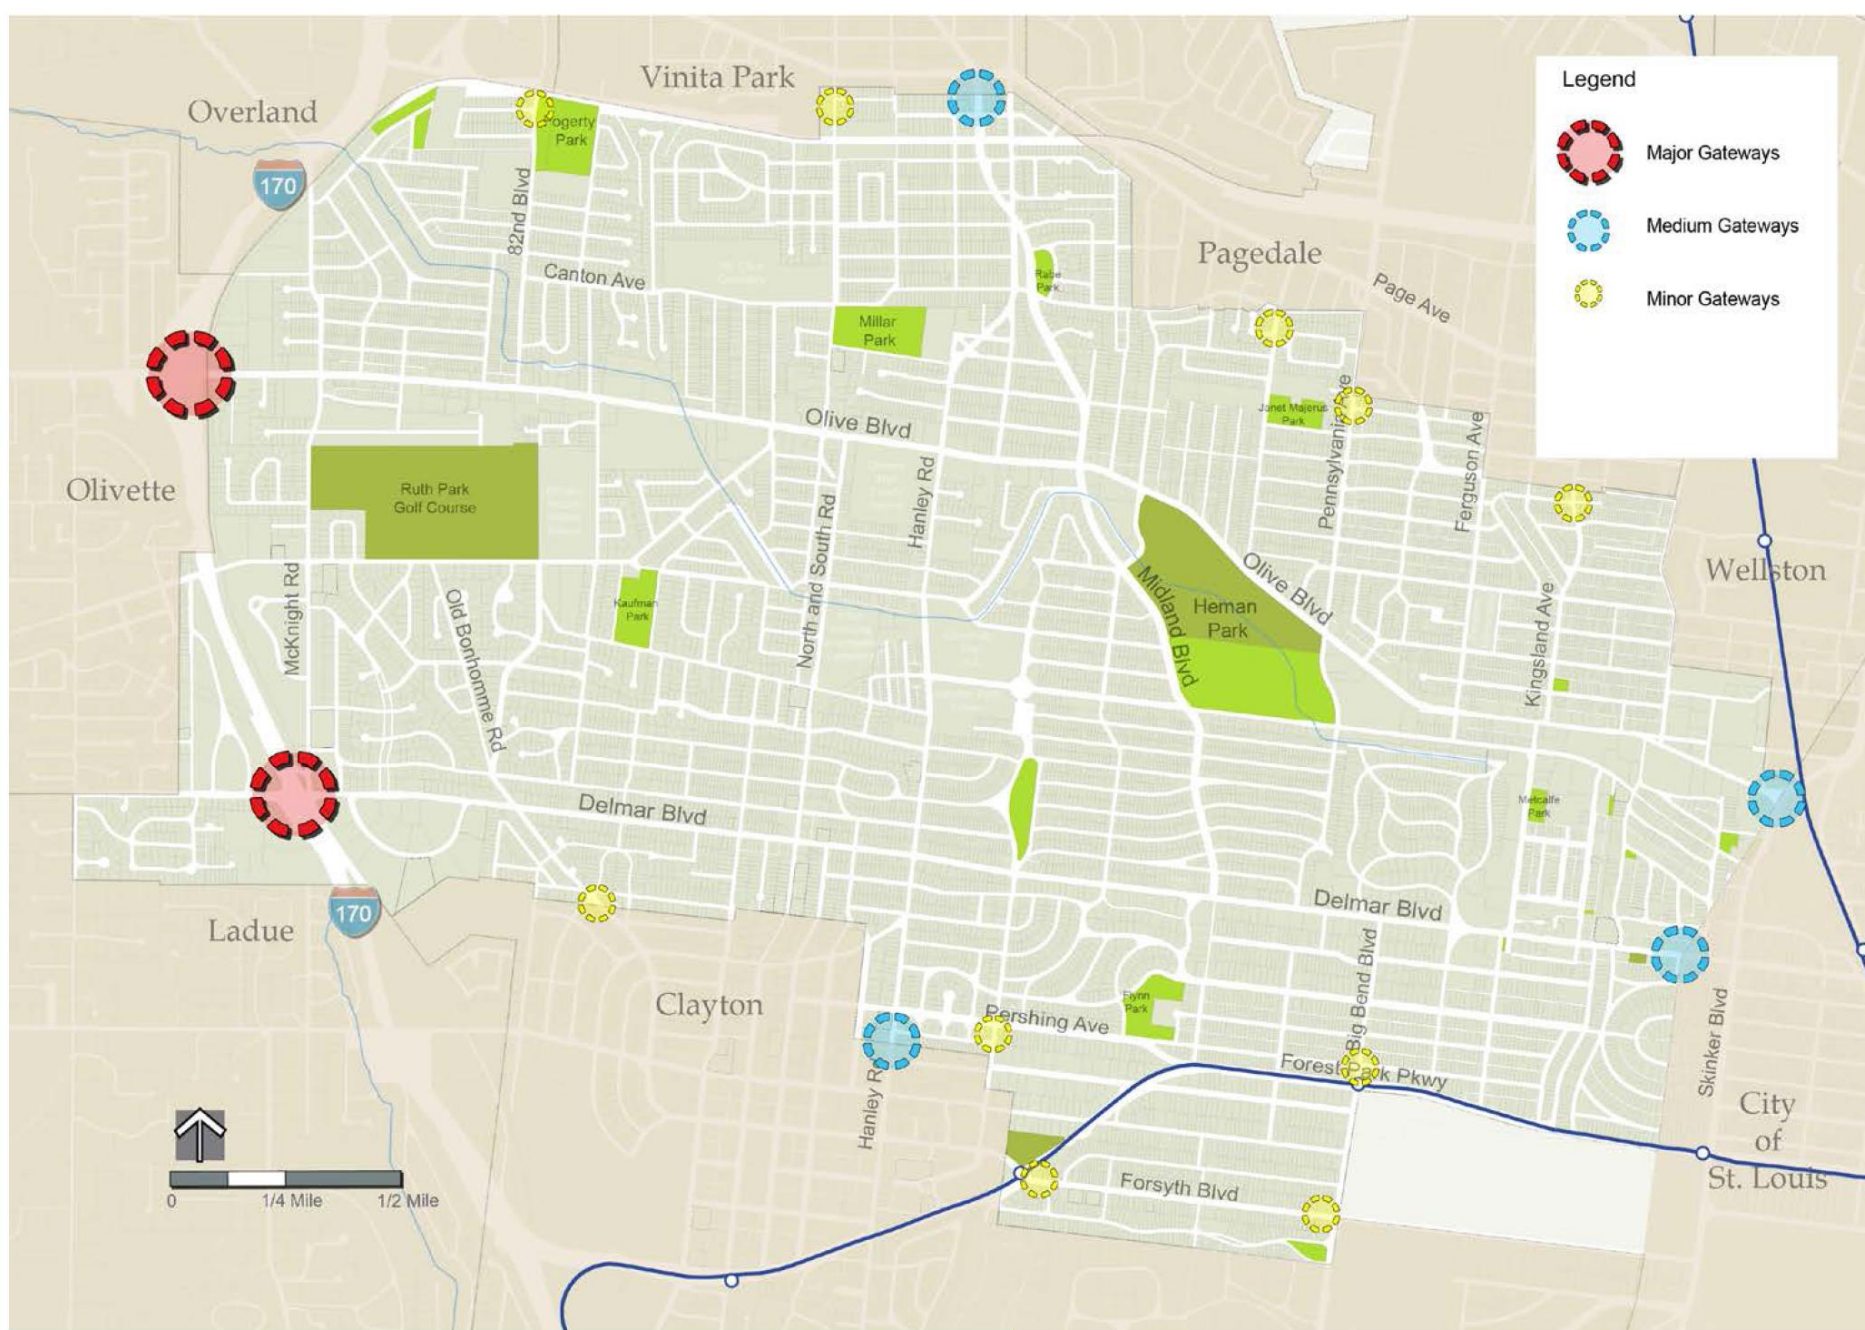 Vinita Park
Overland
Legend
Major Gateways
Medium Gateways
Minor Gateways
170
Fogerty
Park
82nd Blvd
Canton Ave
Pagedale
Page Ave
Rabe
Park
Millar
Park
Olive Blvd
Janet Majerus
Park
Pennsylvania Ave
Ferguson Ave
Olivette
Ruth Park
Golf Course
Hanley Rd
North and South Rd
McKnight Rd
Old Bonhomme Rd
Kaufman
Park
Midland Blvd
Olive Blvd
Heman
Park
Kingsland Ave
Wellston
Delmar Blvd
Metcalfe
Park
170
Ladue
Delmar Blvd
Big Bend Blvd
Clayton
Flynn
Park
Pershing Ave
Forest Park Pkwy
Skinker Blvd
Hanley R
City
of
St. Louis
Forsyth Blvd
0
1/4 Mile
1/2 Mile